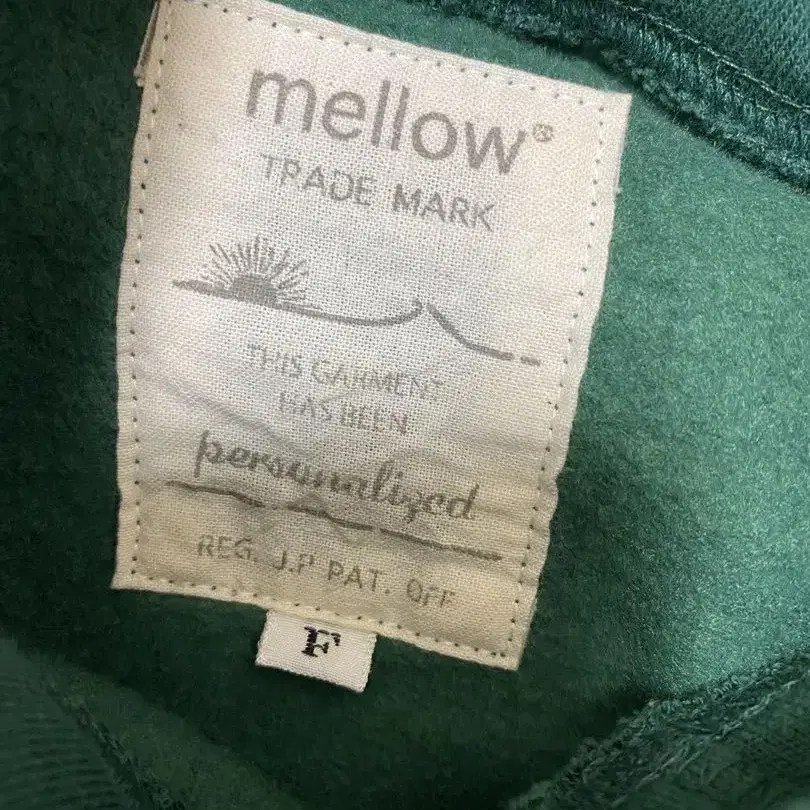 mellow®
TRADE MARK
THIS GARMENT
HAS BEEN
personalized
REG. J.P PAT. OFF
F